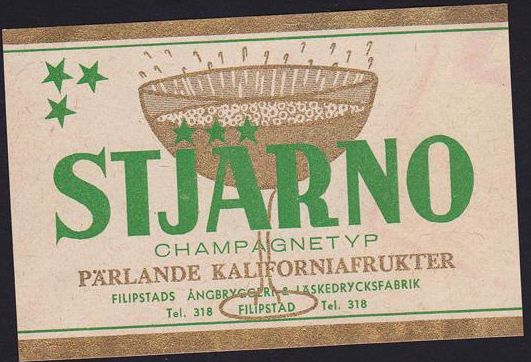 STJÄRNO
CHAMPAGNETYP
PÄRLANDE KALIFORNIAFRUKTER
FILIPSTADS ÅNGBRYGGERI & LÄSKEDRYCKSFABRIK
Tel. 318 FILIPSTAD Tel. 318